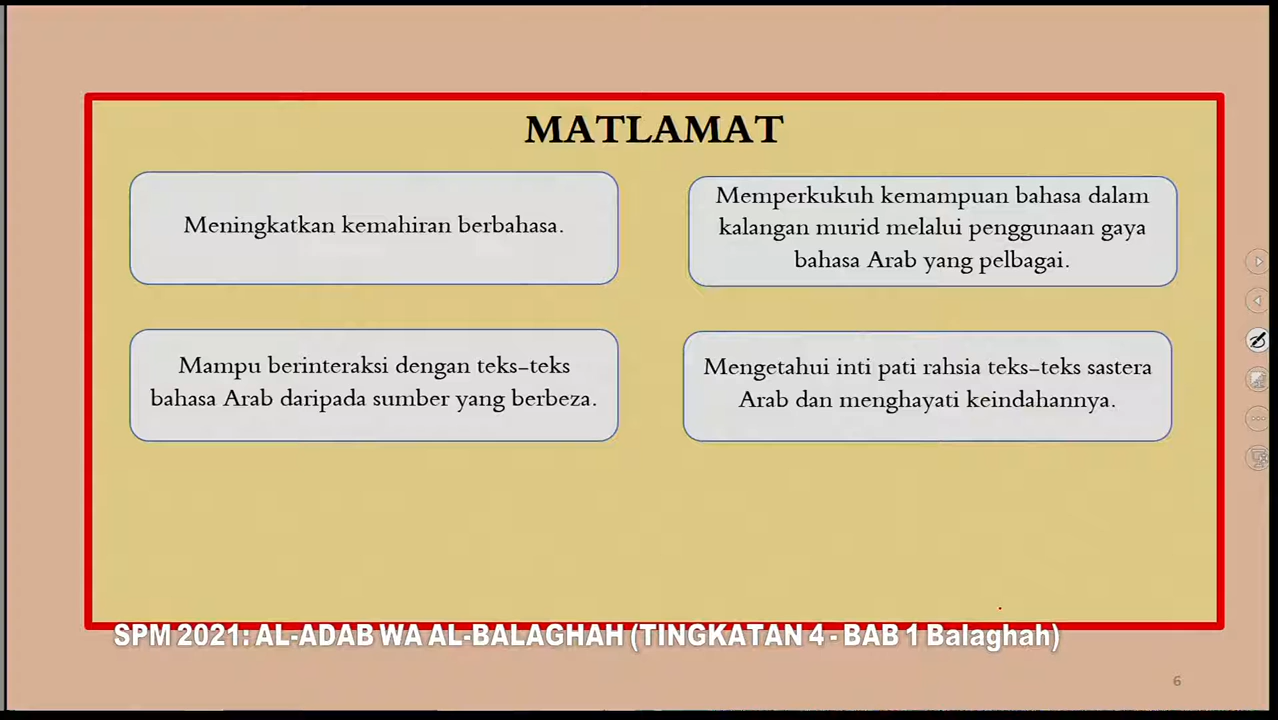 MATLAMAT
Meningkatkan kemahiran berbahasa.
Memperkukuh kemampuan bahasa dalam
kalangan murid melalui penggunaan gaya
bahasa Arab yang pelbagai.
Mampu berinteraksi dengan teks-teks
bahasa Arab daripada sumber yang berbeza.
Mengetahui inti pati rahsia teks-teks sastera
Arab dan menghayati keindahannya.
SPM 2021: AL-ADAB WA AL-BALAGHAH (TINGKATAN 4 - BAB 1 Balaghah)
6